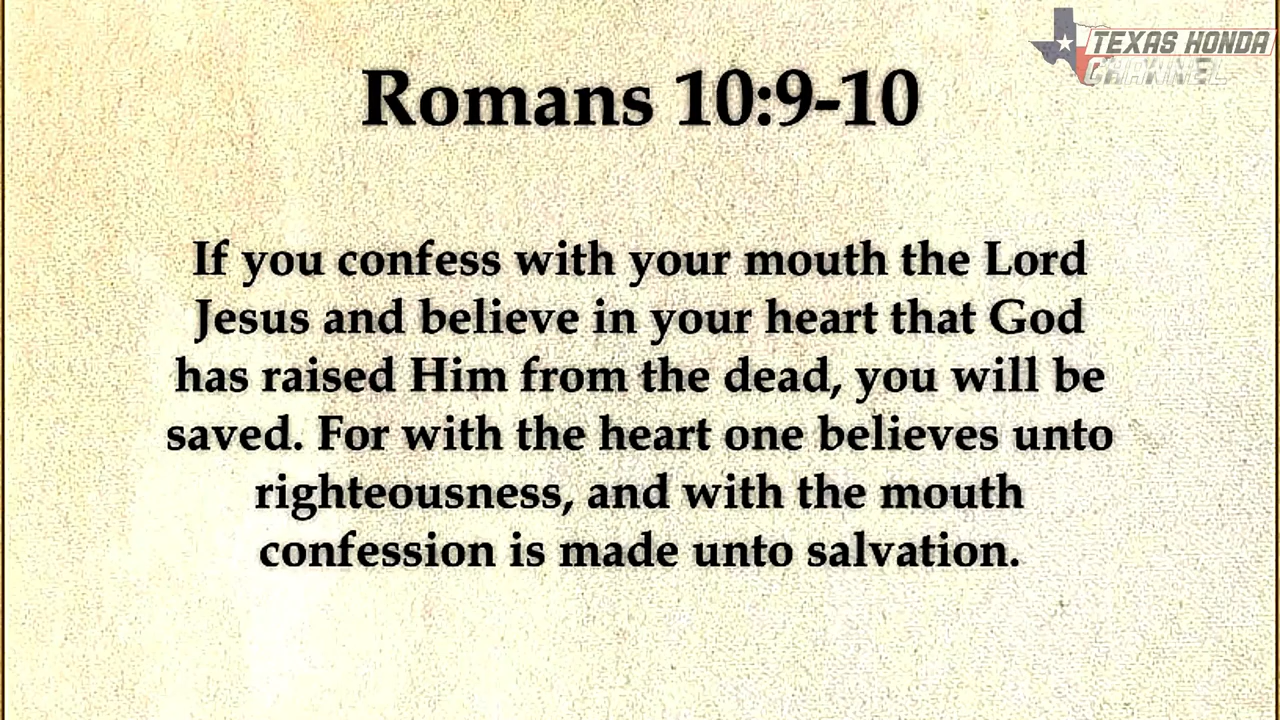 TEXAS HONDA
CHANNEL
Romans 10:9-10
If you confess with your mouth the Lord
Jesus and believe in your heart that God
has raised Him from the dead, you will be
saved. For with the heart one believes unto
righteousness, and with the mouth
confession is made unto salvation.